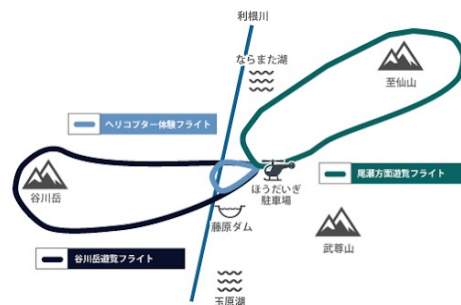 利根川
ならまた湖
至仙山
ヘリコプター体験フライト
谷川岳
ほうだいぎ
駐車場
尾瀬方面遊覧フライト
藤原ダム
武尊山
谷川岳遊覧フライト
玉原湖